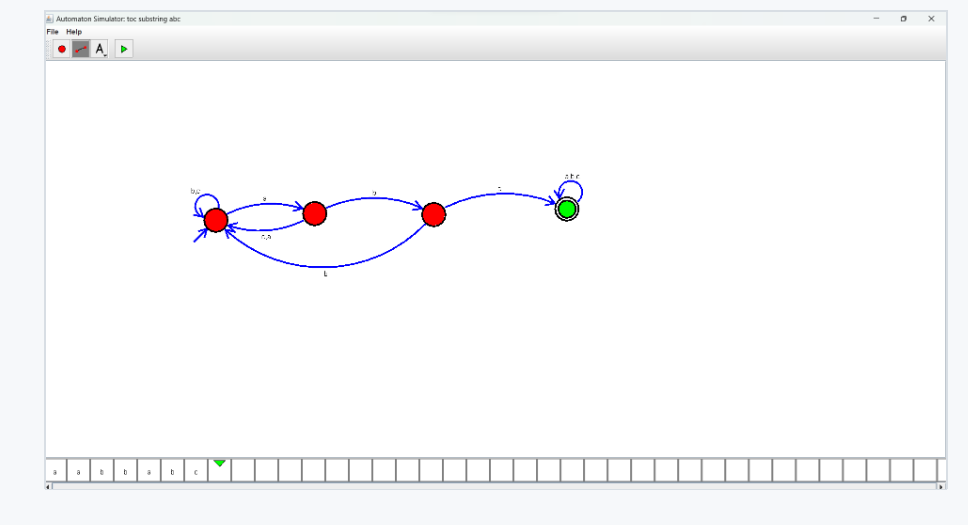 Automaton Simulator: toc substring abc
File Help
A
a b c
b,c
a
b
c,a
a a b b a b c